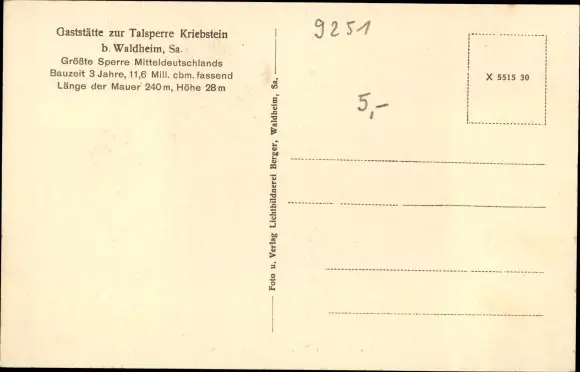 Gaststätte zur Talsperre Kriebstein
b. Waldheim, Sa.
Größte Sperre Mitteldeutschlands
Bauzeit 3 Jahre, 11,6 Mill. cbm. fassend
Länge der Mauer 240 m, Höhe 28 m
Foto u. Verlag Lichtbildnerei Berger, Waldheim, Sa.
9251
5,-
X 5515 30